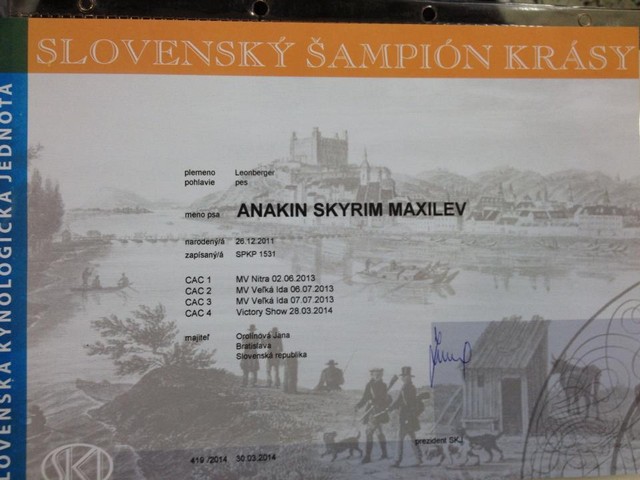 SLOVENSKÝ ŠAMPIÓN KRÁSY
SLOVENSKÁ KYNOLOGICKÁ JEDNOTA
plemeno Leonberger
pohlavie pes
meno psa ANAKIN SKYRIM MAXILEV
narodený/á 26.12.2011
zapísaný/á SPKP 1531
CAC 1 MV Nitra 02.06.2013
CAC 2 MV Veľká Ida 06.07.2013
CAC 3 MV Veľká Ida 07.07.2013
CAC 4 Victory Show 28.03.2014
majiteľ Orolínová Jana
Bratislava
Slovenská republika
prezident SKJ
419 /2014 30.03.2014
SKJ